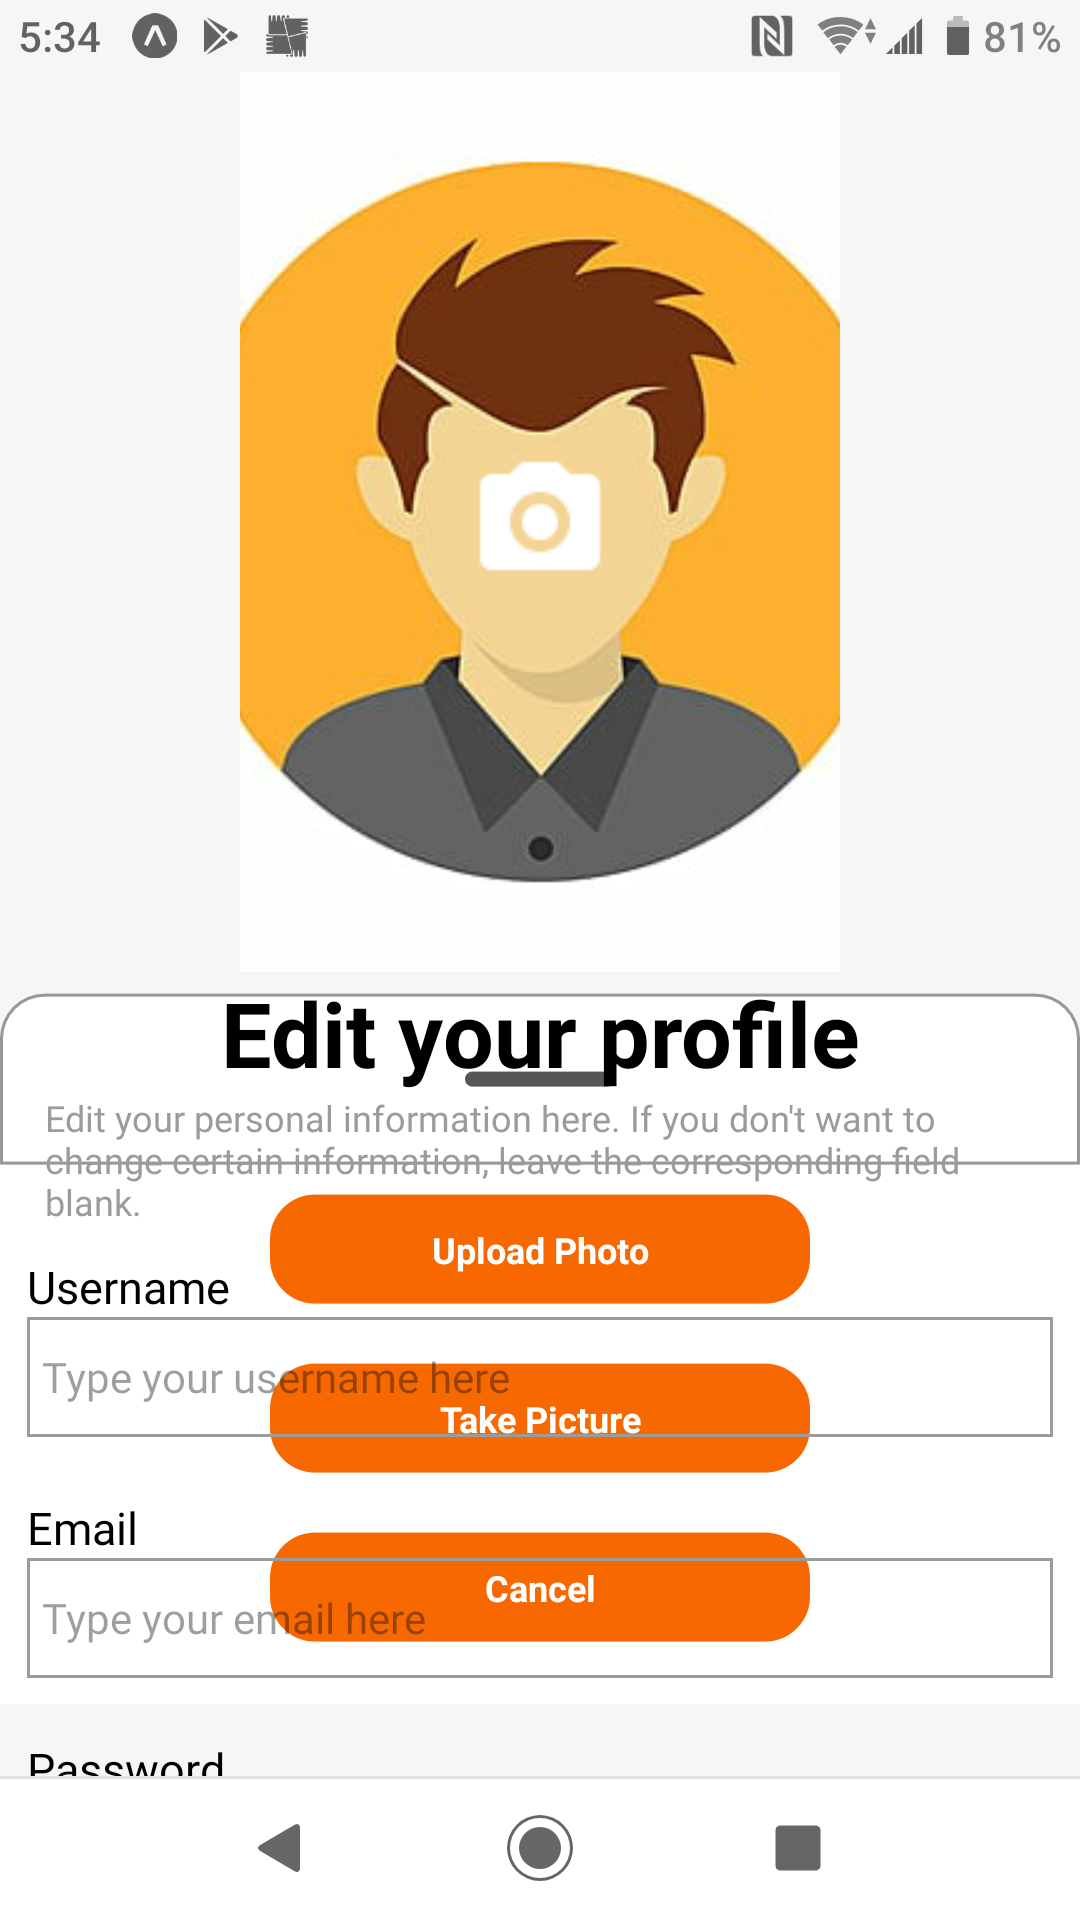 5:34 81%
Edit your profile
Edit your personal information here. If you don't want to
change certain information, leave the corresponding field
blank.
Upload Photo
Username
Type your username here
Take Picture
Email
Cancel
Type your email here
Password